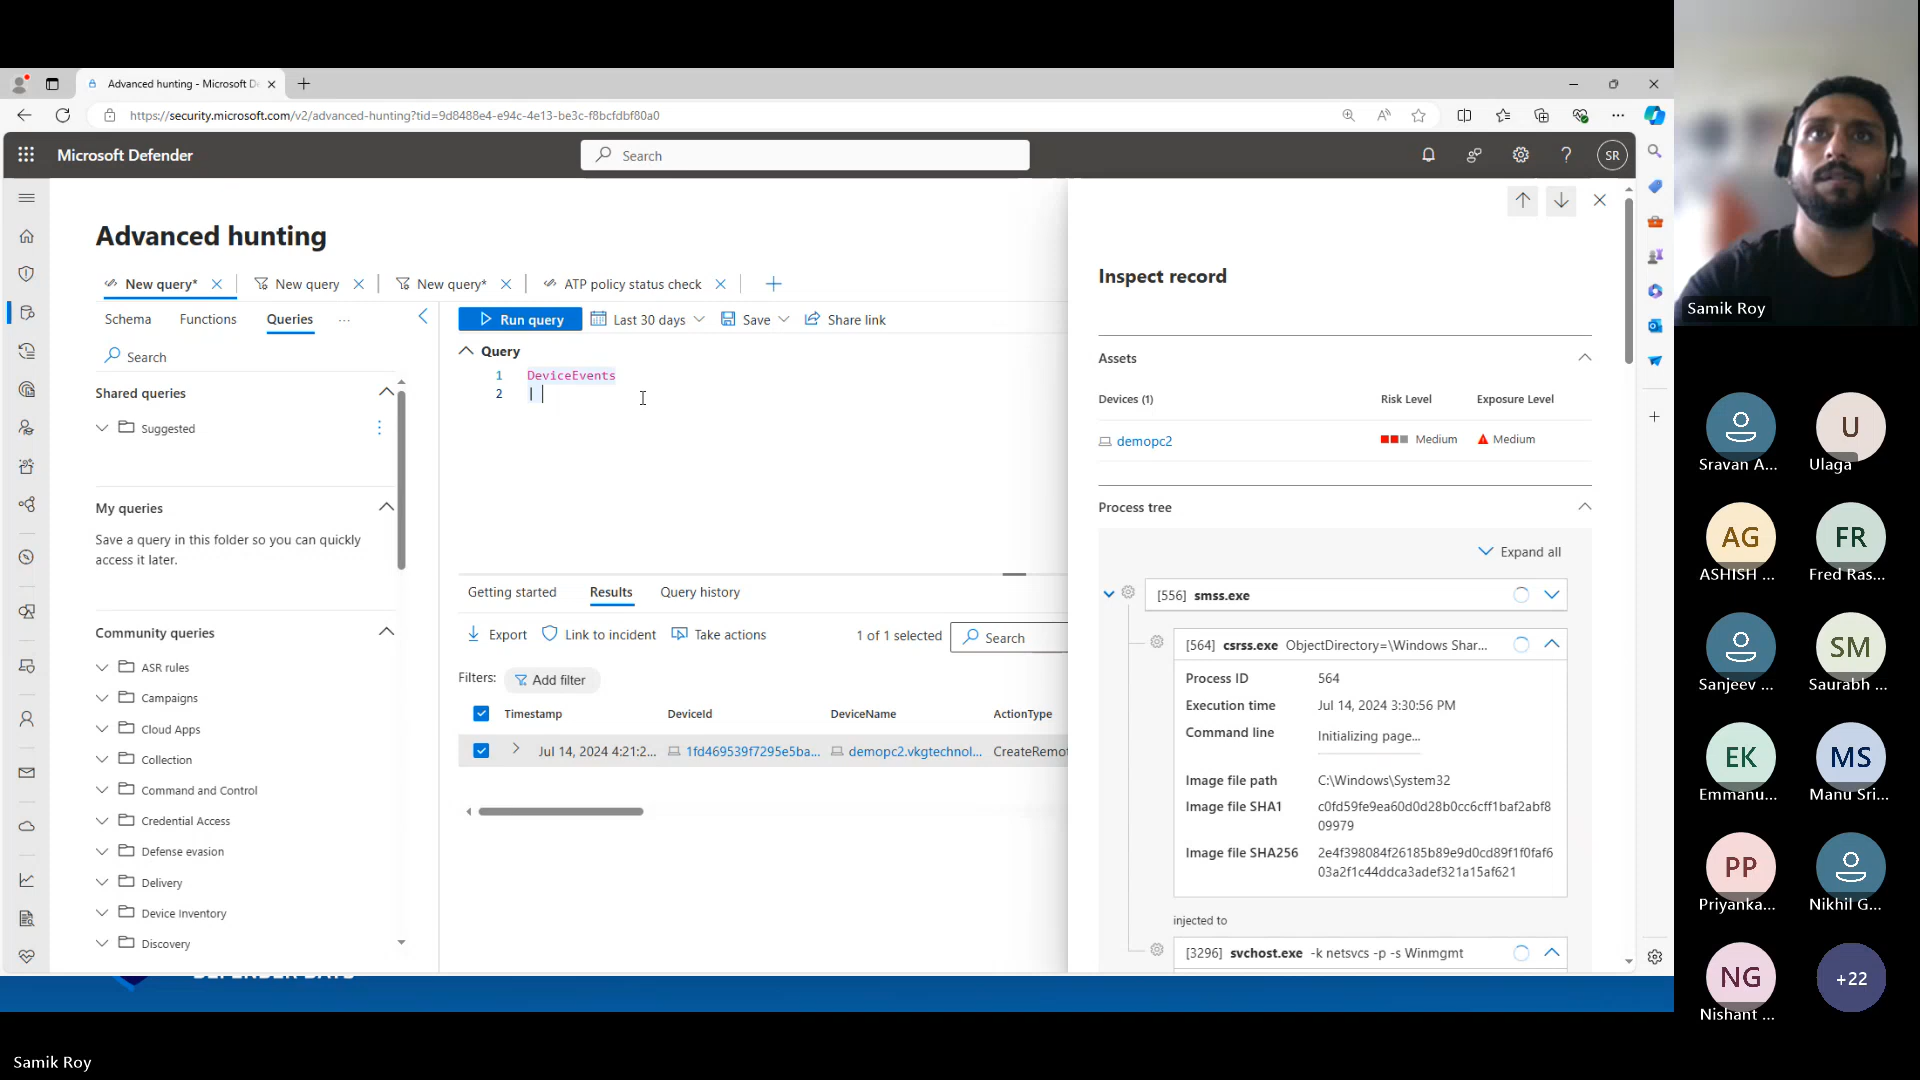 Advanced hunting - Microsoft De
https://security.microsoft.com/v2/advanced-hunting?tid=9d8488e4-e94c-4e13-be3c-f8bcfdbf80a0
Microsoft Defender
Search
SR
Advanced hunting
New query*
New query
New query*
ATP policy status check
Schema
Functions
Queries
Search
Shared queries
Suggested
My queries
Save a query in this folder so you can quickly
access it later.
Community queries
ASR rules
Campaigns
Cloud Apps
Collection
Command and Control
Credential Access
Defense evasion
Delivery
Device Inventory
Discovery
Run query
Last 30 days
Save
Share link
Query
1 DeviceEvents
2 |
Getting started
Results
Query history
Export
Link to incident
Take actions
1 of 1 selected
Search
Filters:
Add filter
Timestamp DeviceId DeviceName ActionType
Jul 14, 2024 4:21:2... 1fd469539f7295e5ba... demopc2.vkgtechnol... CreateRemot
Inspect record
Assets
Devices (1) Risk Level Exposure Level
demopc2 Medium Medium
Process tree
Expand all
[556] smss.exe
[564] csrss.exe ObjectDirectory=\Windows Shar...
Process ID 564
Execution time Jul 14, 2024 3:30:56 PM
Command line Initializing page...
Image file path C:\Windows\System32
Image file SHA1 c0fd59fe9ea60d0d28b0cc6cff1baf2abf8
09979
Image file SHA256 2e4f398084f26185b89e9d0cd89f1f0faf6
03a2f1c44ddca3adef321a15af621
injected to
[3296] svchost.exe -k netsvcs -p -s Winmgmt
Samik Roy
Sravan A...
U
Ulaga
AG
ASHISH ...
FR
Fred Ras...
Sanjeev ...
SM
Saurabh ...
EK
Emmanu...
MS
Manu Sri...
PP
Priyanka...
Nikhil G...
NG
Nishant ...
+22
Samik Roy